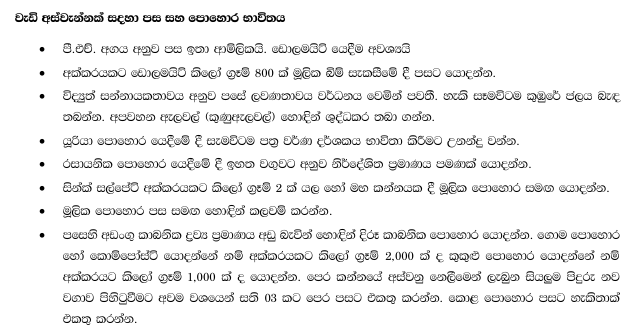 වැඩි අස්වැන්නක් සඳහා පස සහ පොහොර භාවිතය
• පී.එච්. අගය අනුව පස ඉතා ආම්ලිකයි. ඩොලමයිට් යෙදීම අවශ්‍යයි
• අක්කරයකට ඩොලමයිට් කිලෝ ග්‍රෑම් 800 ක් මූලික බිම් සැකසීමේ දී පසට යොදන්න.
• විද්‍යුත් සන්නායකතාවය අනුව පසේ ලවණතාවය වර්ධනය වෙමින් පවතී. හැකි සෑමවිටම කුඹුරේ ජලය බැඳ
තබන්න. අපවහන ඇලවල් (කුණුඇලවල්) හොඳින් ශුද්ධකර තබා ගන්න.
• යූරියා පොහොර යෙදීමේ දී සැමවිටම පත්‍ර වර්ණ දර්ශකය භාවිතා කිරීමට උනන්දු වන්න.
• රසායනික පොහොර යෙදීමේ දී ඉහත වගුවට අනුව නිර්දේශිත ප්‍රමාණය පමණක් යොදන්න.
• සින්ක් සල්පේට් අක්කරයකට කිලෝ ග්‍රෑම් 2 ක් යල හෝ මහ කන්නයක දී මූලික පොහොර සමඟ යොදන්න.
• මූලික පොහොර පස සමඟ හොඳින් කලවම් කරන්න.
• පසෙහි අඩංගු කාබනික ද්‍රව්‍ය ප්‍රමාණය අඩු බැවින් හොඳින් දිරූ කාබනික පොහොර යොදන්න. ගොම පොහොර
හෝ කොම්පෝස්ට් යොදන්නේ නම් අක්කරයකට කිලෝ ග්‍රෑම් 2,000 ක් ද කුකුළු පොහොර යොදන්නේ නම්
අක්කරයට කිලෝ ග්‍රෑම් 1,000 ක් ද යොදන්න. පෙර කන්නයේ අස්වනු නෙලීමෙන් ලැබුන සියලුම පිදුරු නව
වගාව පිහිටුවීමට අවම වශයෙන් සති 03 කට පෙර පසට එකතු කරන්න. කොළ පොහොර පසට හැකිතාක්
එකතු කරන්න.